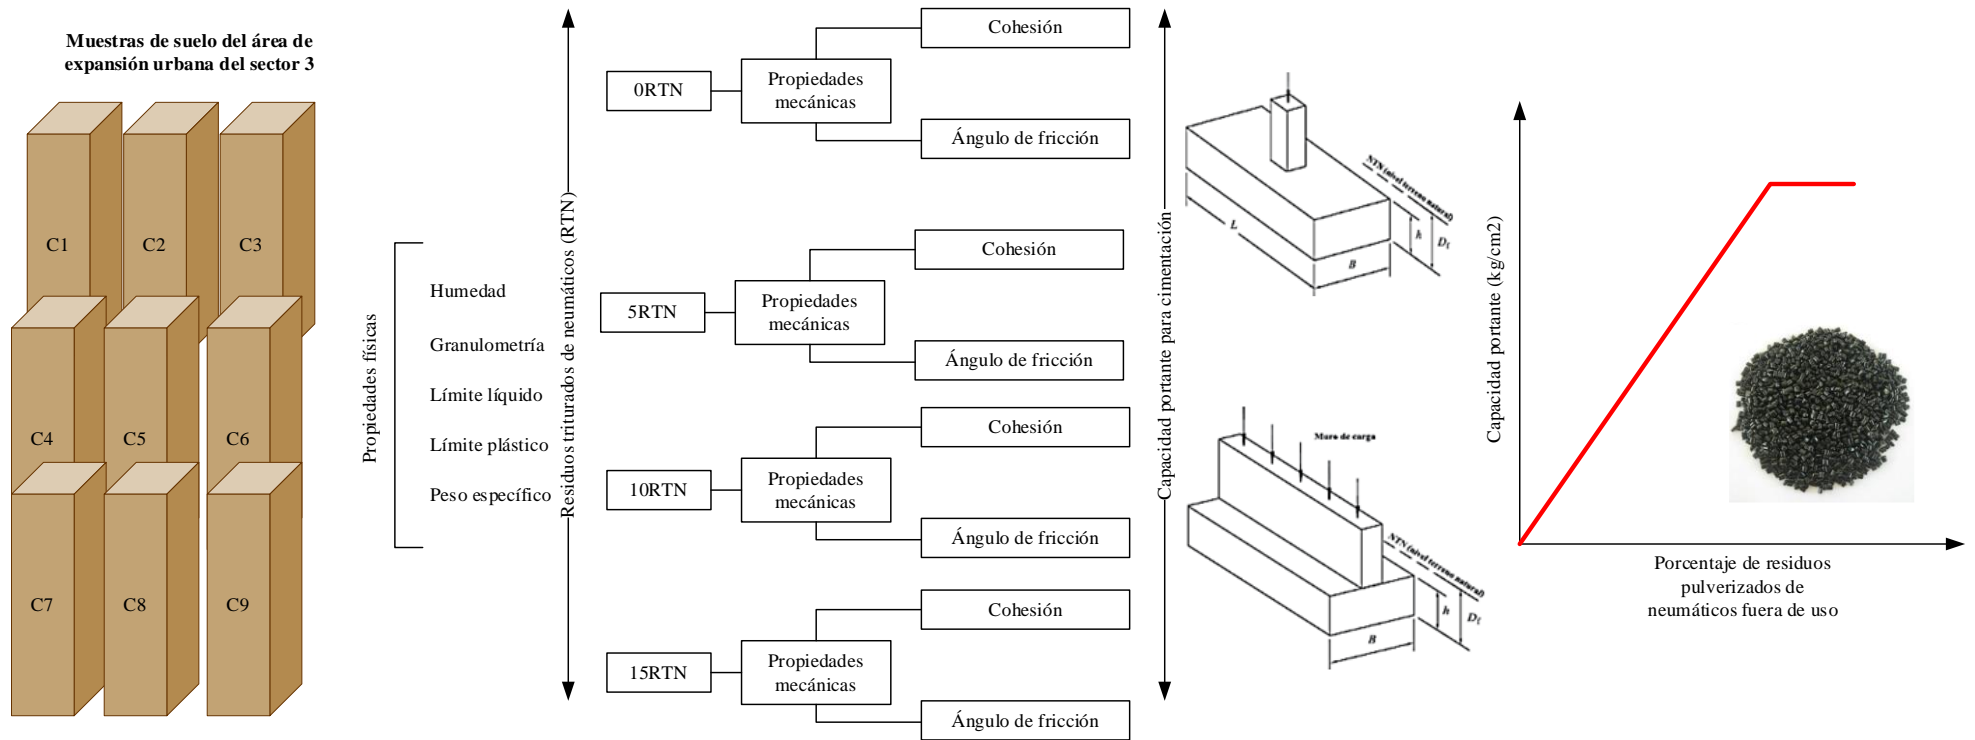 Muestras de suelo del área de
expansión urbana del sector 3
C1
C2
C3
C4
C5
C6
C7
C8
C9
Propiedades físicas
Humedad
Granulometría
Límite líquido
Límite plástico
Peso específico
Residuos triturados de neumáticos (RTN)
0RTN
Propiedades
mecánicas
Cohesión
Ángulo de fricción
5RTN
Propiedades
mecánicas
Cohesión
Ángulo de fricción
10RTN
Propiedades
mecánicas
Cohesión
Ángulo de fricción
15RTN
Propiedades
mecánicas
Cohesión
Ángulo de fricción
Capacidad portante para cimentación
NTN (nivel terreno natural)
L
B
h
Df
Muro de carga
NTN (nivel terreno natural)
B
h
Df
Capacidad portante (kg/cm2)
Porcentaje de residuos
pulverizados de
neumáticos fuera de uso